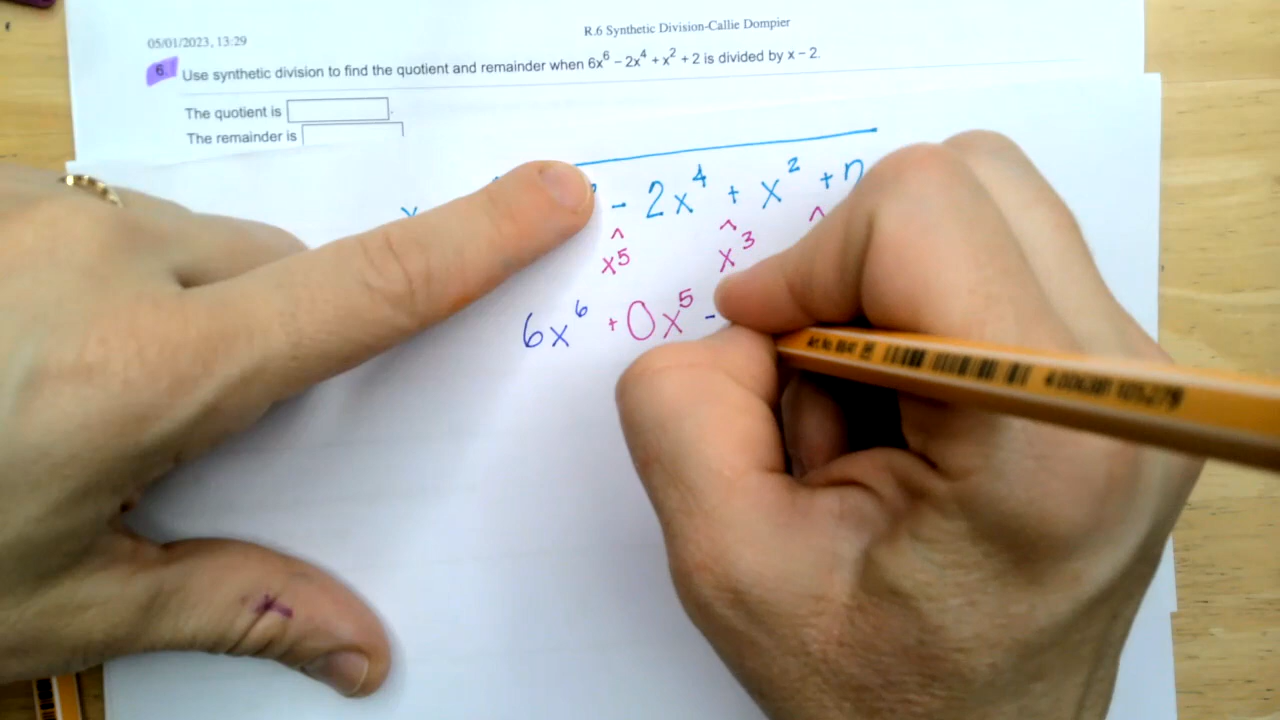 05/01/2023, 13:29
R.6 Synthetic Division-Callie Dompier
6. Use synthetic division to find the quotient and remainder when 6x⁶ − 2x⁴ + x² + 2 is divided by x − 2.
The quotient is
The remainder is
- 2x⁴ + x² +
^ ^ ^
x⁵ x³
6x⁶ + 0x⁵ -